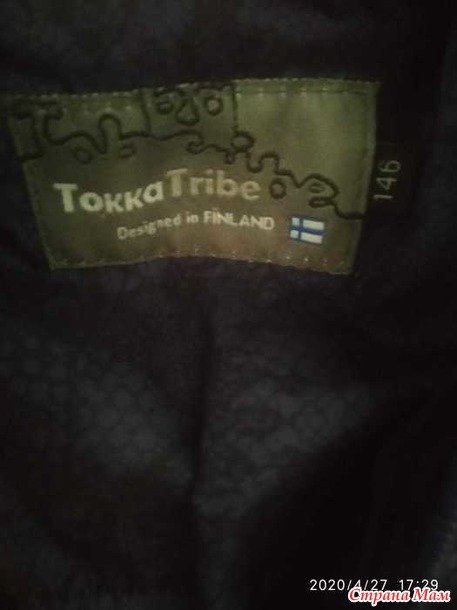 TokkaTribe
Designed in FINLAND
146
2020/4/27 17:29
Страна Мам